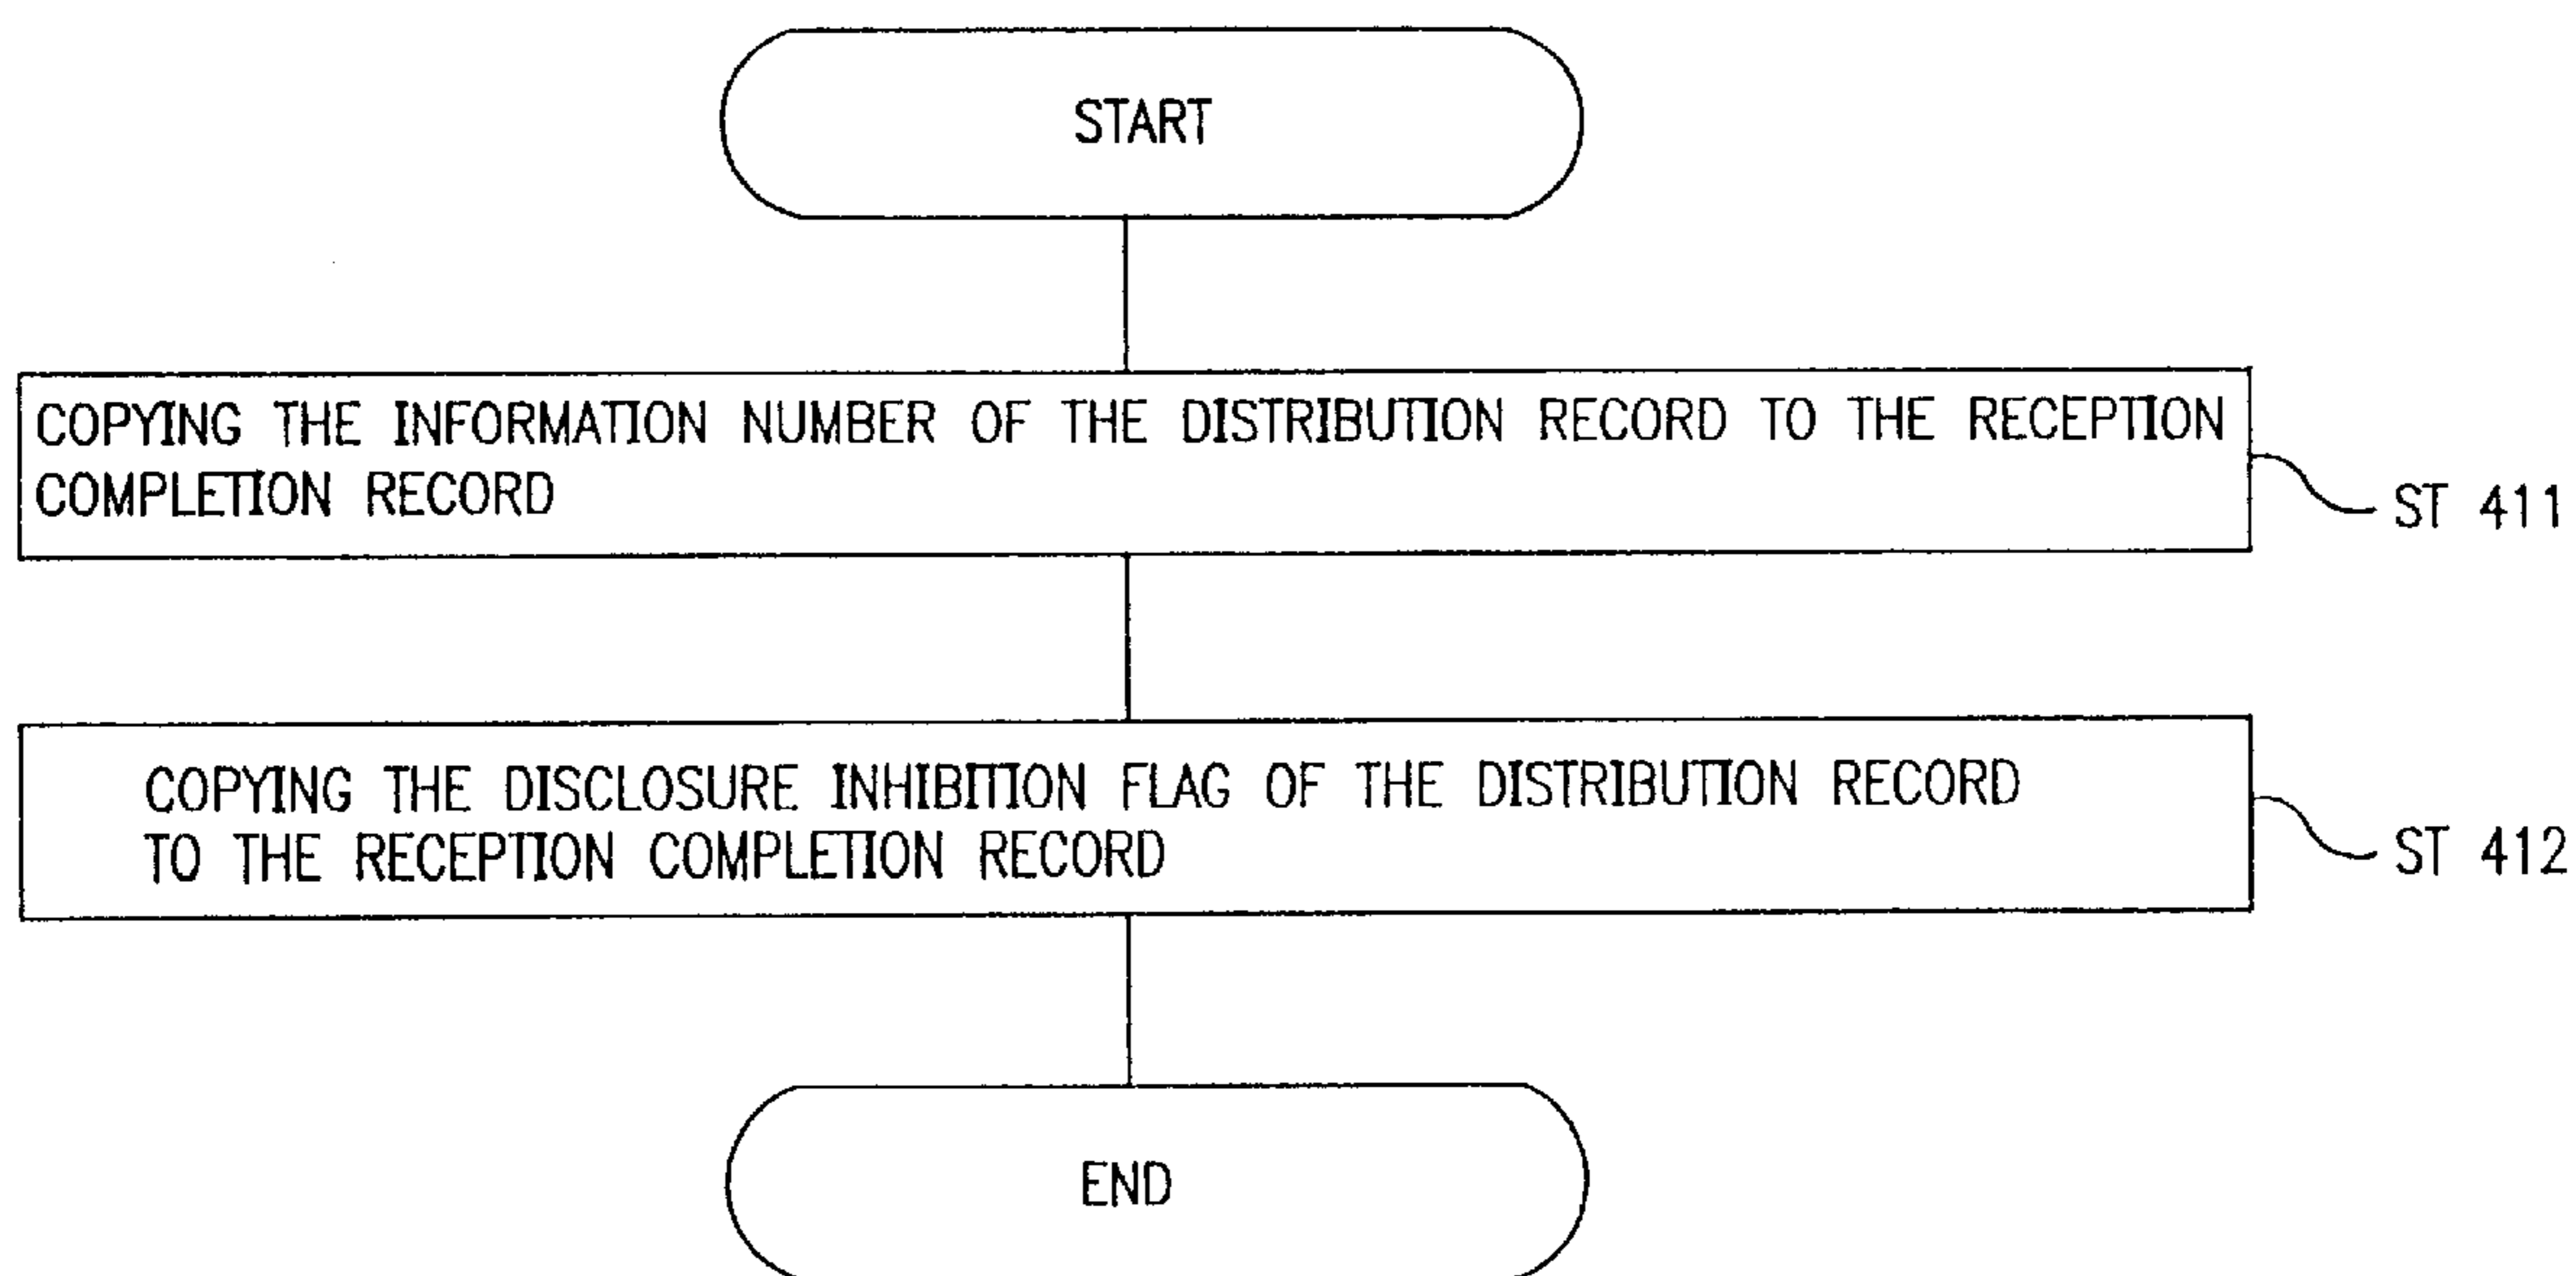 START
COPYING THE INFORMATION NUMBER OF THE DISTRIBUTION RECORD TO THE RECEPTION
COMPLETION RECORD
ST 411
COPYING THE DISCLOSURE INHIBITION FLAG OF THE DISTRIBUTION RECORD
TO THE RECEPTION COMPLETION RECORD
ST 412
END